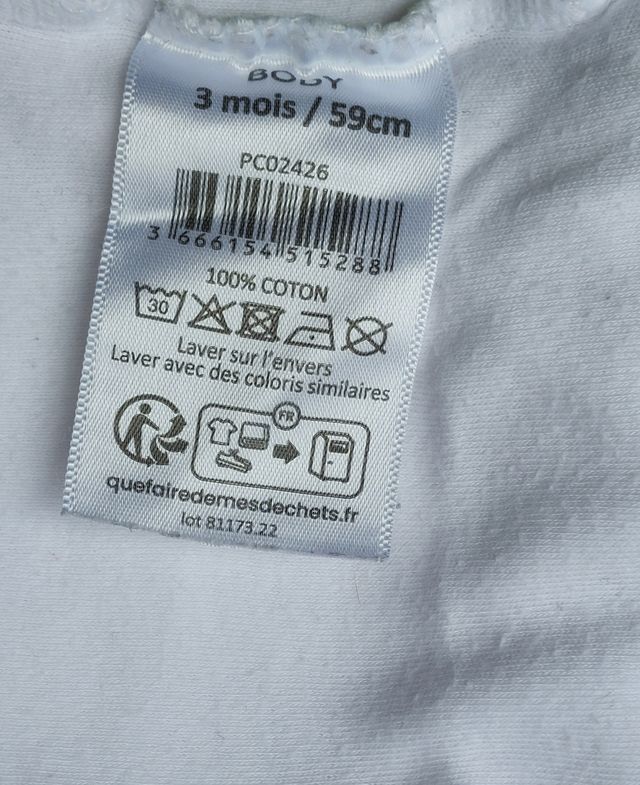 BODY
3 mois / 59cm
PC02426
3 666154 515288
100% COTON
30
Laver sur l'envers
Laver avec des coloris similaires
FR
quefairedemesdechets.fr
lot 81173.22